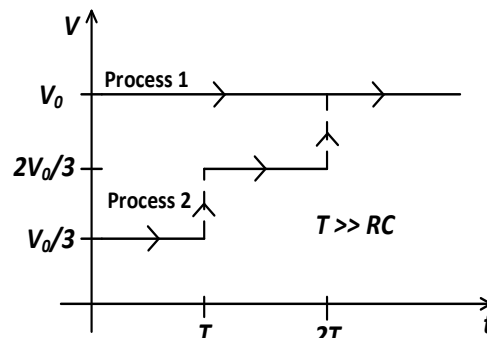 V
Process 1
V₀
2V₀/3
Process 2
T >> RC
V₀/3
T
2T
t